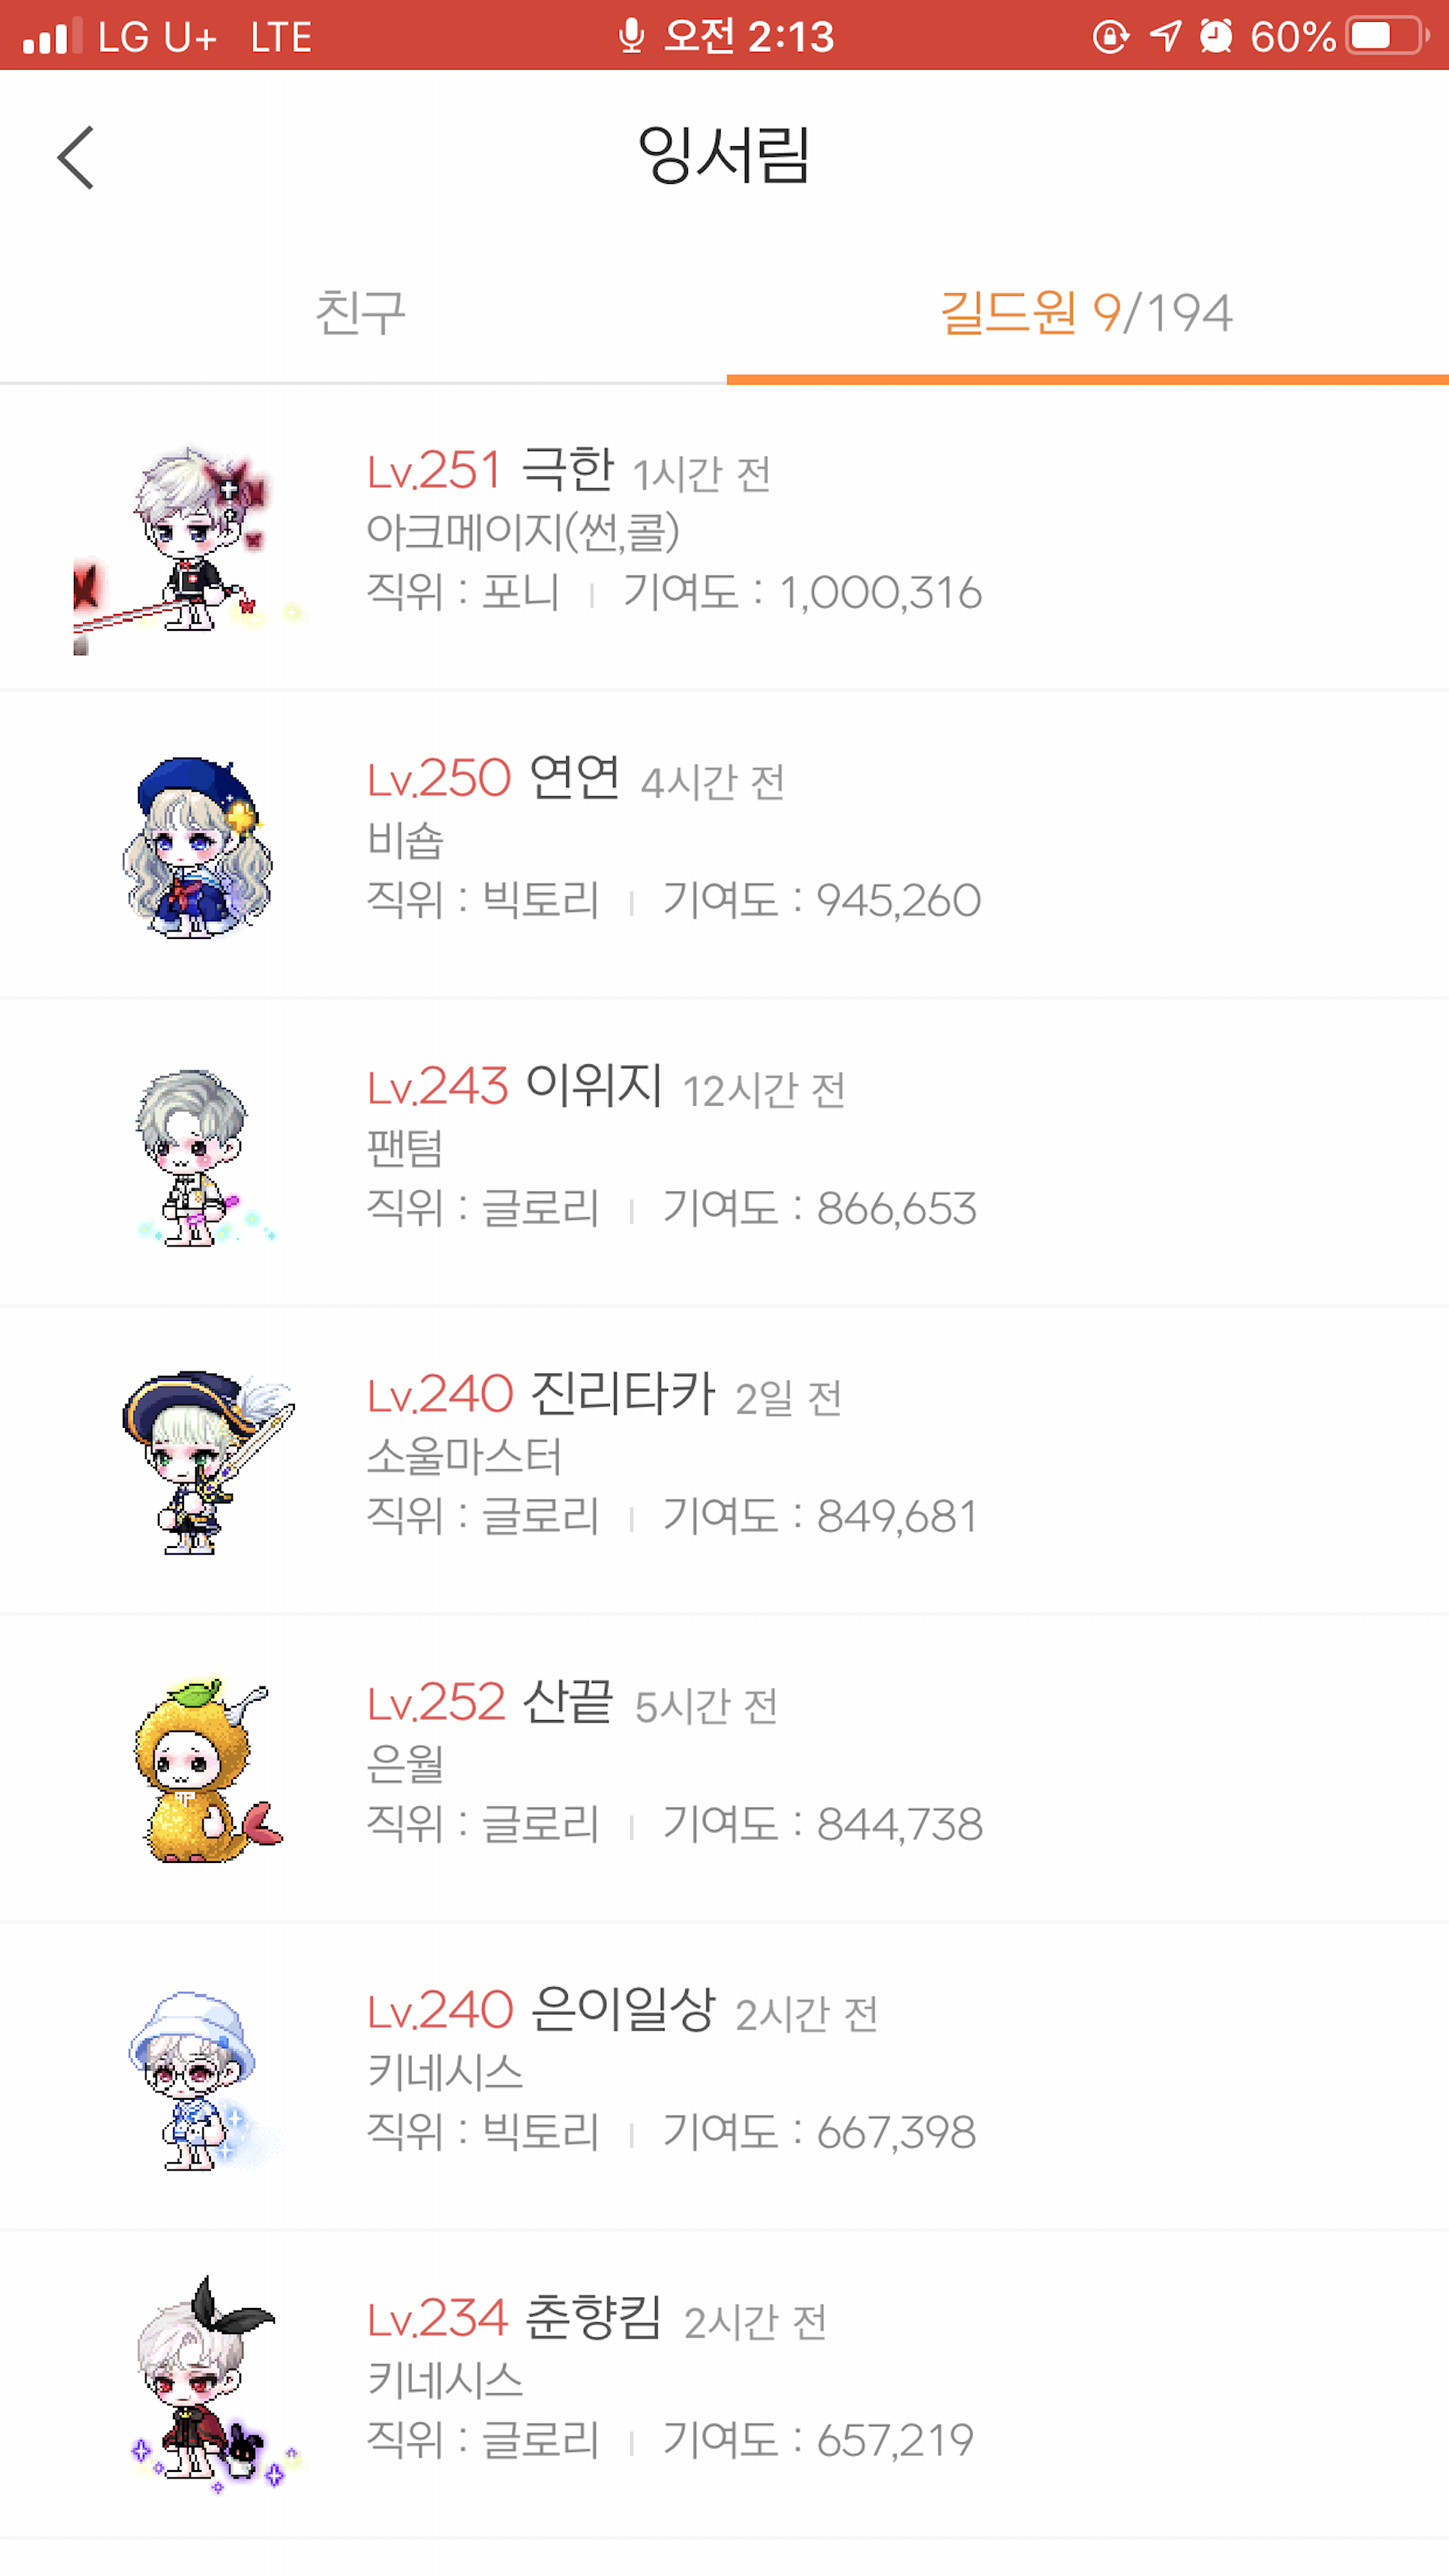 LG U+ LTE 오전 2:13 60%
잉서림
친구
길드원 9/194
Lv.251 극한 1시간 전
아크메이지(썬,콜)
직위 : 포니 | 기여도 : 1,000,316
Lv.250 연연 4시간 전
비숍
직위 : 빅토리 | 기여도 : 945,260
Lv.243 이위지 12시간 전
팬텀
직위 : 글로리 | 기여도 : 866,653
Lv.240 진리타카 2일 전
소울마스터
직위 : 글로리 | 기여도 : 849,681
Lv.252 산끝 5시간 전
은월
직위 : 글로리 | 기여도 : 844,738
Lv.240 은이일상 2시간 전
키네시스
직위 : 빅토리 | 기여도 : 667,398
Lv.234 춘향킴 2시간 전
키네시스
직위 : 글로리 | 기여도 : 657,219